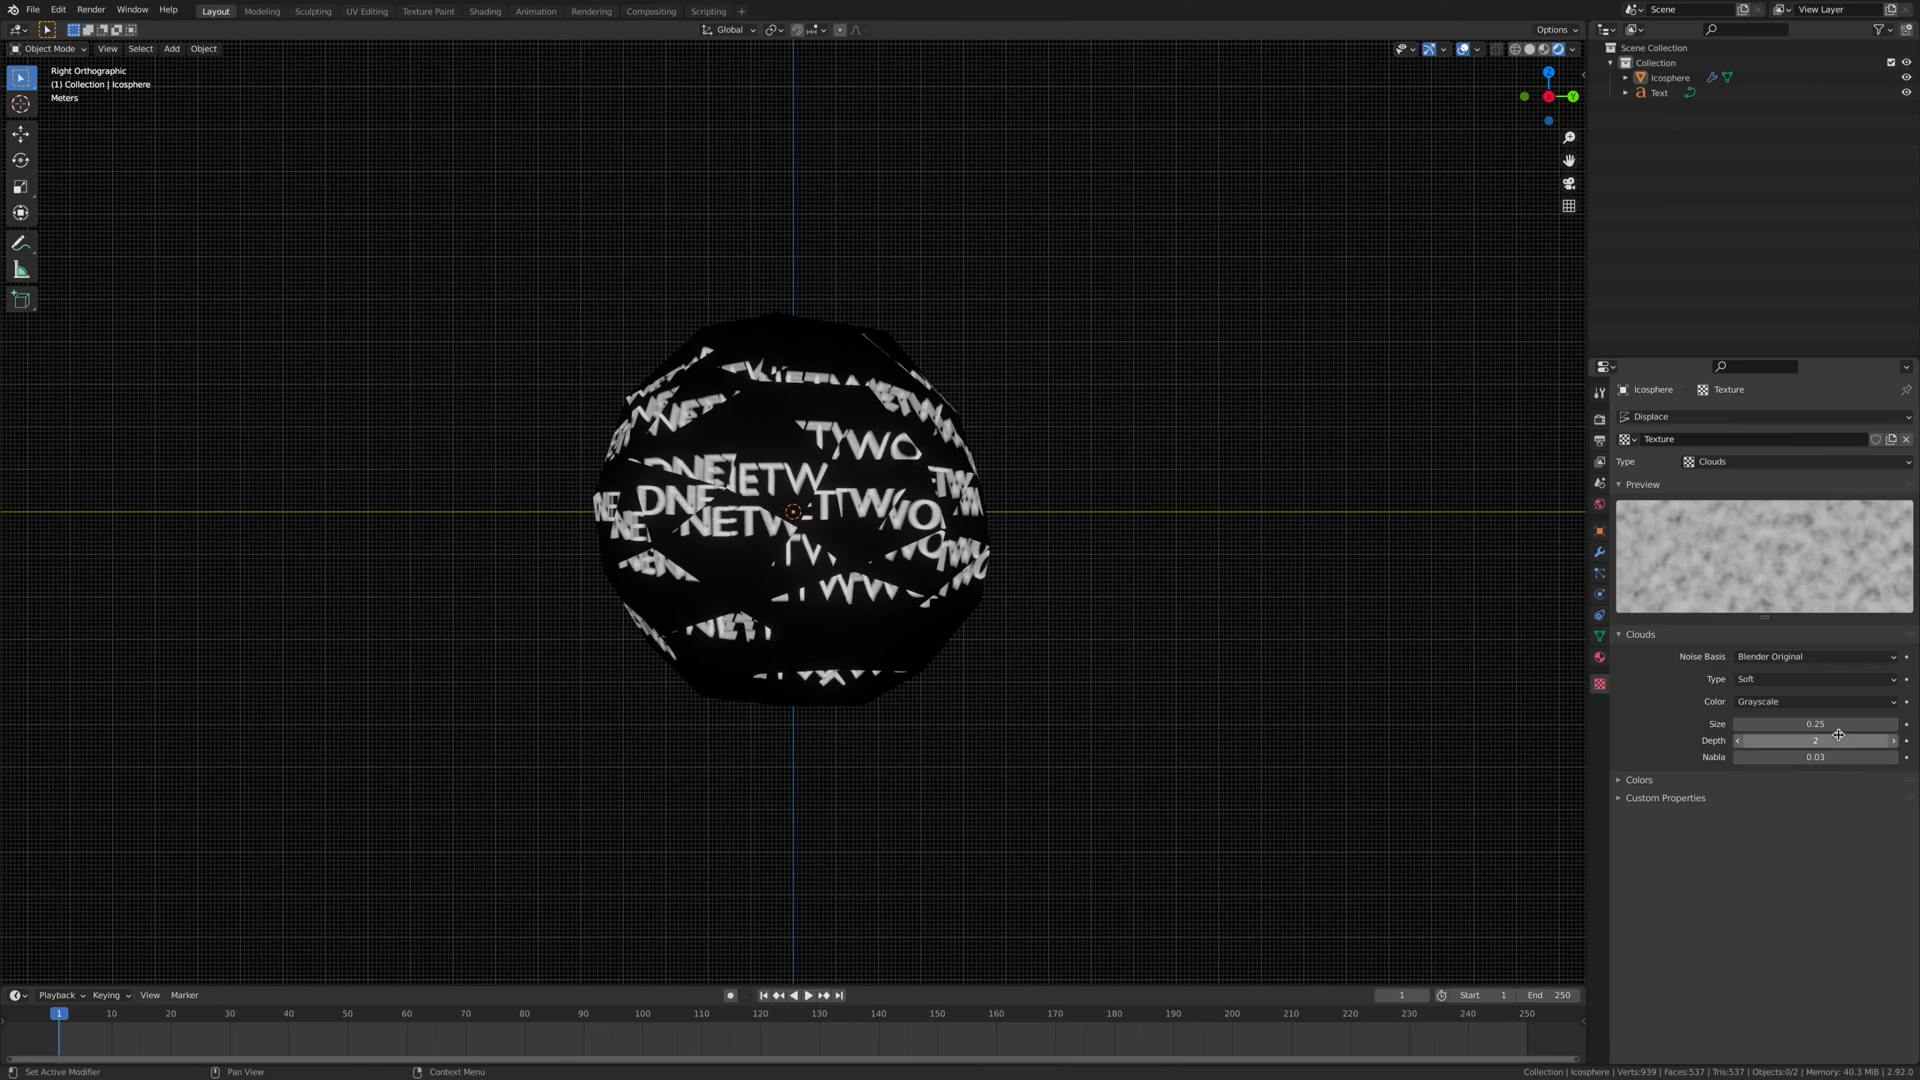 File Edit Render Window Help Layout Modeling Sculpting UV Editing Texture Paint Shading Animation Rendering Compositing Scripting + Scene View Layer
Global Options
Object Mode View Select Add Object
Right Orthographic
(1) Collection | Icosphere
Meters
Z
X
Y
Scene Collection
Collection
Icosphere
Text
Icosphere Texture
Displace
Texture
Type Clouds
Preview
Clouds
Noise Basis Blender Original
Type Soft
Color Grayscale
Size 0.25
Depth 2
Nabla 0.03
Colors
Custom Properties
TWO
NETW
TWO
Playback Keying View Marker 1 Start 1 End 250
1 10 20 30 40 50 60 70 80 90 100 110 120 130 140 150 160 170 180 190 200 210 220 230 240 250
Set Active Modifier Pan View Context Menu Collection | Icosphere | Verts:939 | Faces:537 | Tris:537 | Objects:0/2 | Memory: 40.3 MiB | 2.92.0